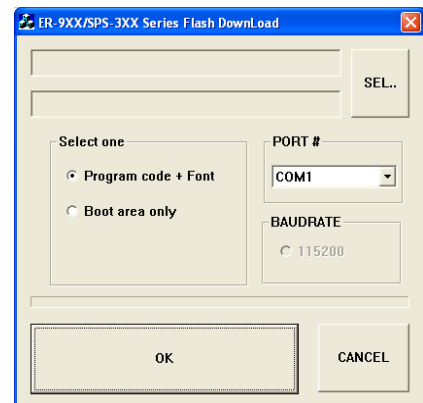 ER-9XX/SPS-3XX Series Flash DownLoad
SEL..
Select one
Program code + Font
Boot area only
PORT #
COM1
BAUDRATE
115200
OK
CANCEL